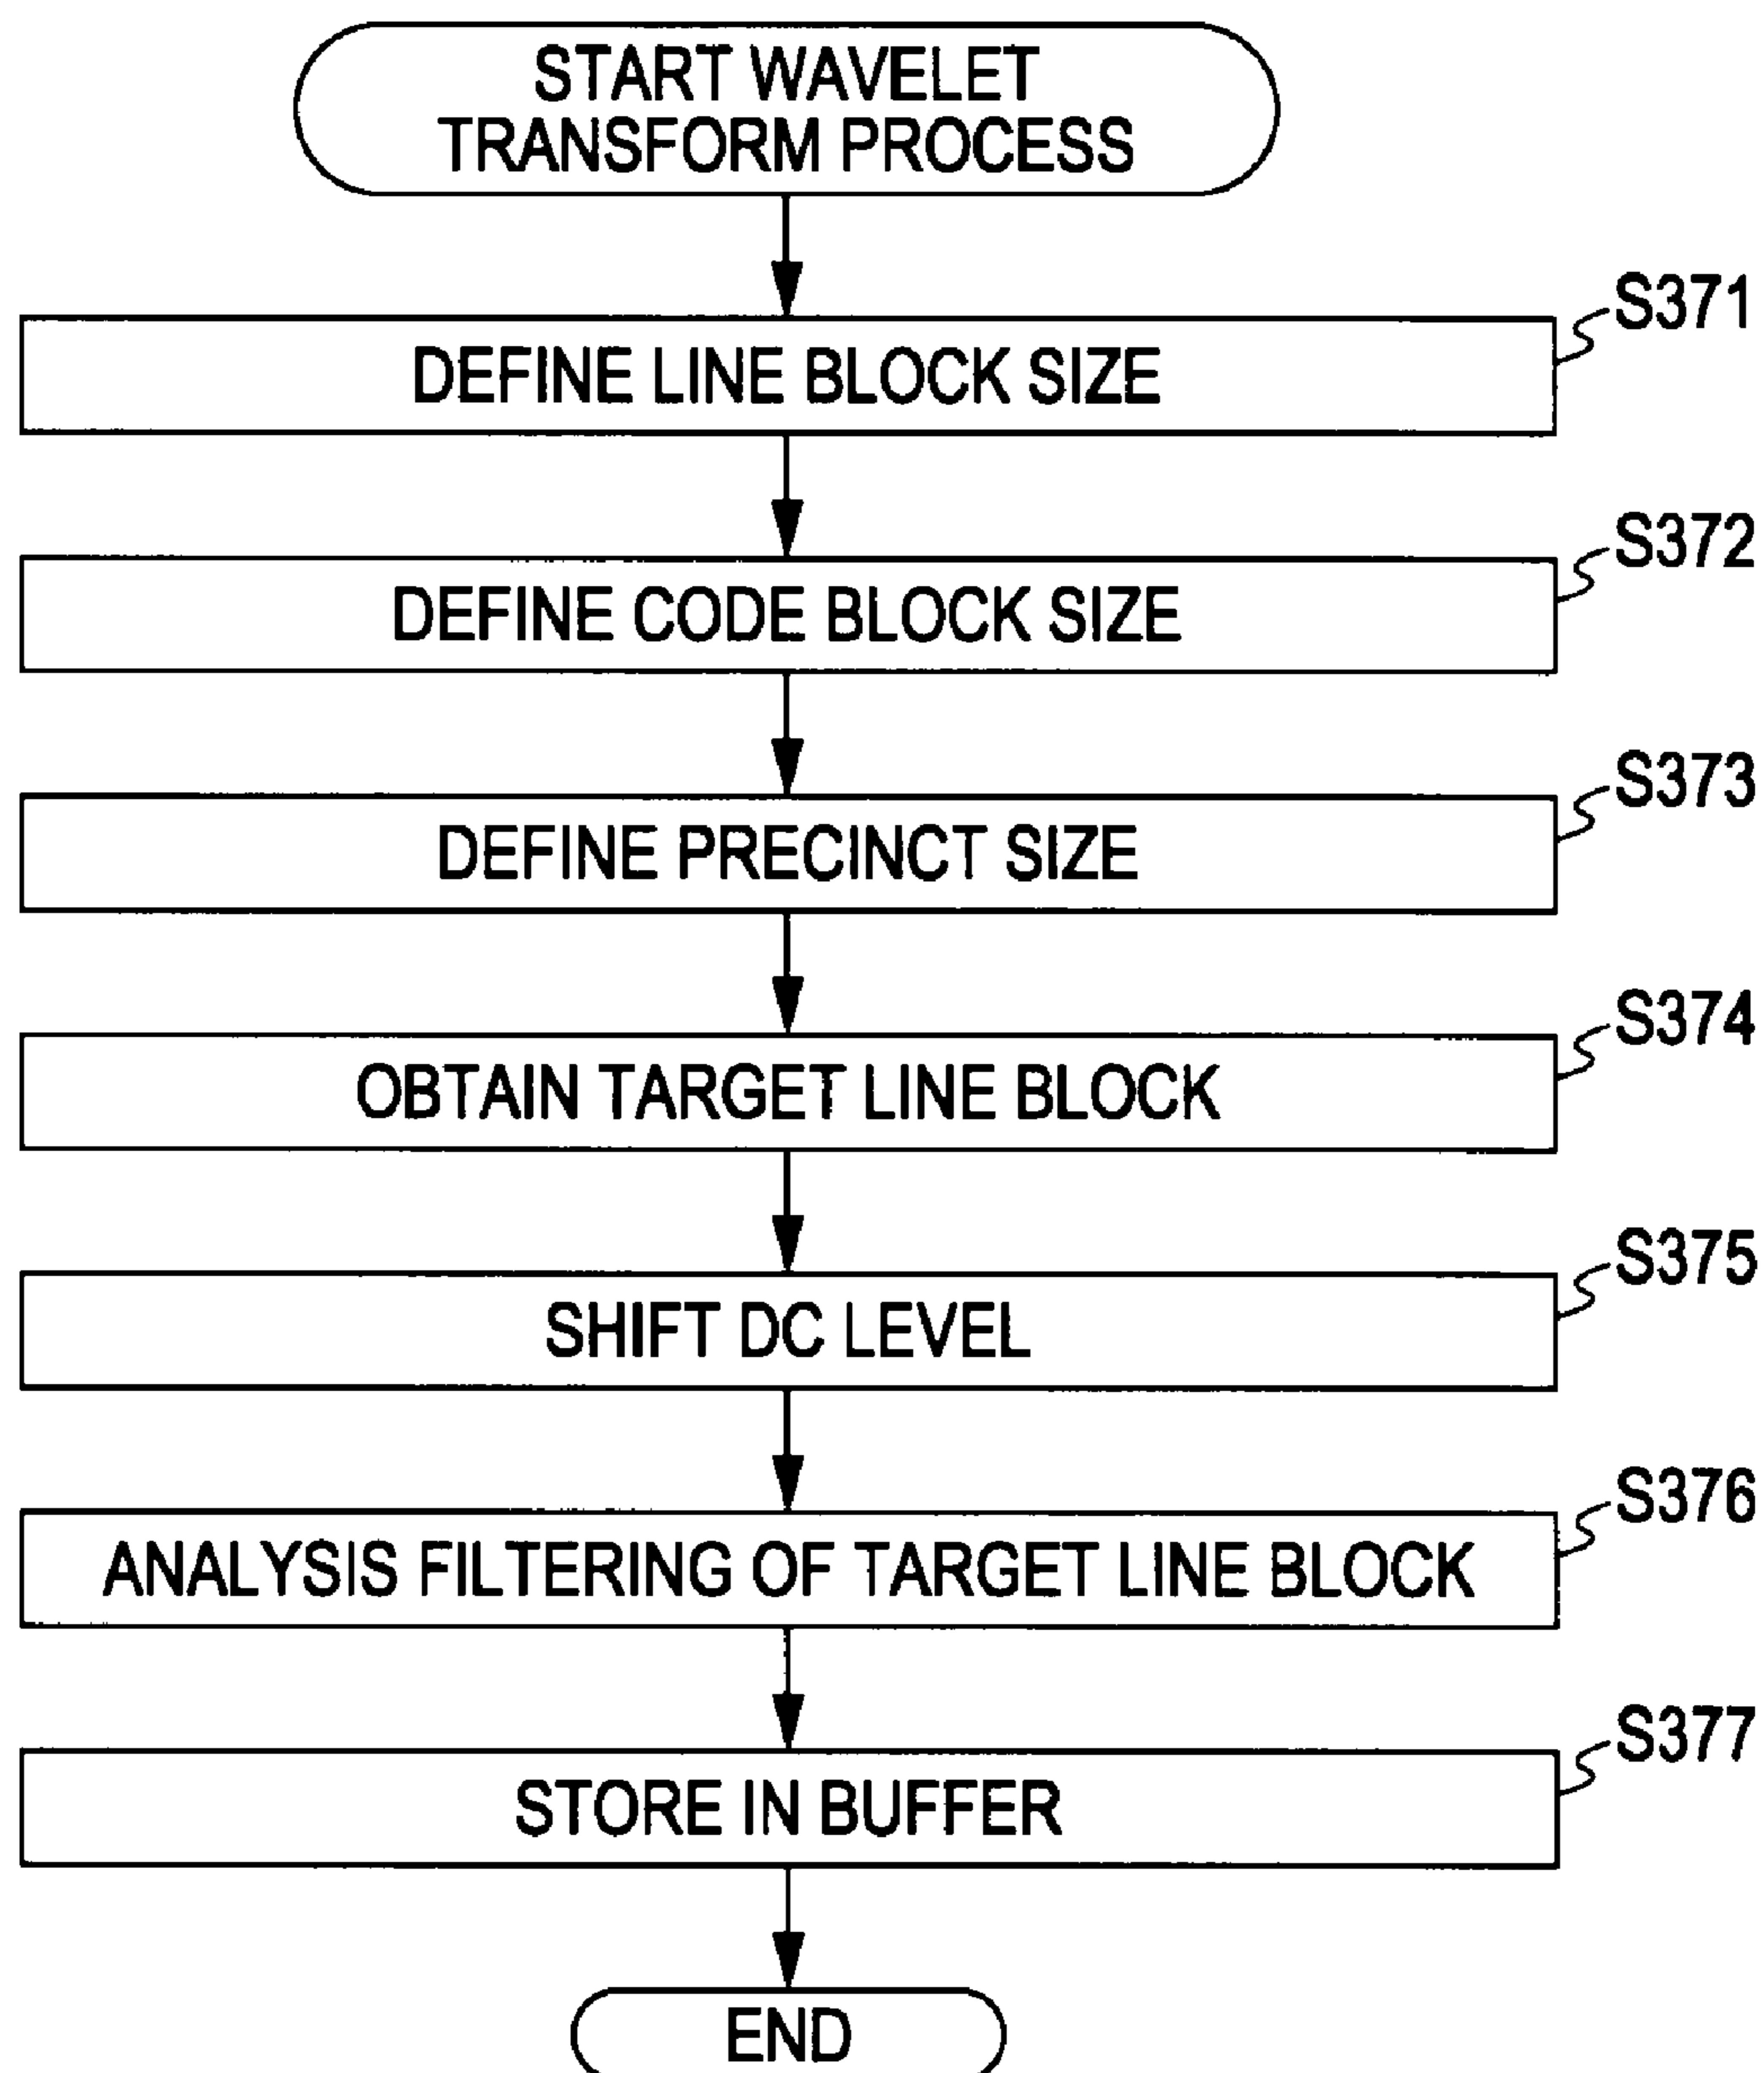 START WAVELET
TRANSFORM PROCESS
S371
DEFINE LINE BLOCK SIZE
S372
DEFINE CODE BLOCK SIZE
S373
DEFINE PRECINCT SIZE
S374
OBTAIN TARGET LINE BLOCK
S375
SHIFT DC LEVEL
S376
ANALYSIS FILTERING OF TARGET LINE BLOCK
S377
STORE IN BUFFER
END